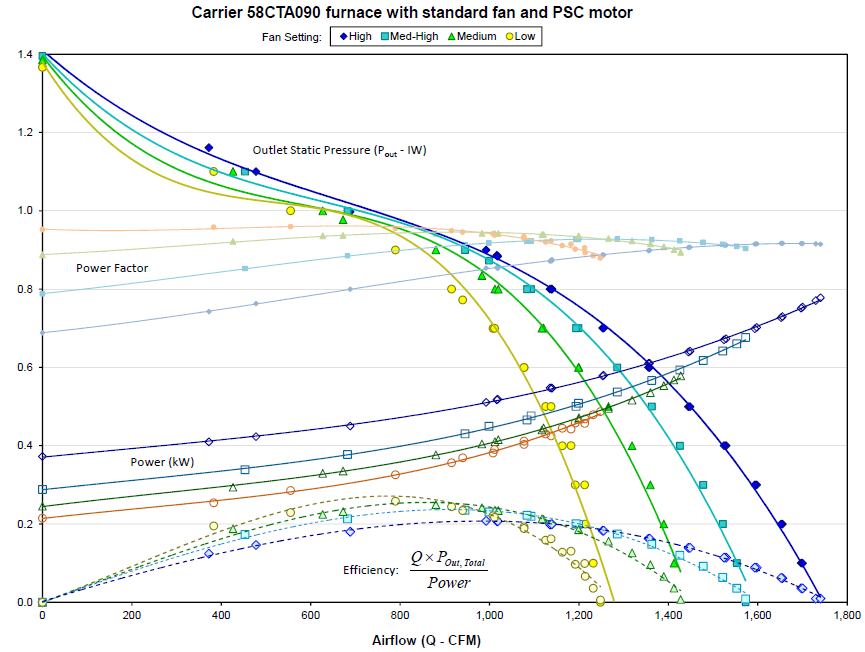 Carrier 58CTA090 furnace with standard fan and PSC motor
Fan Setting: High Med-High Medium Low
1.4
1.2
Outlet Static Pressure (Pout - IW)
1.0
Power Factor
0.8
0.6
Power (kW)
0.4
0.2
Efficiency: Q × POut,Total
Power
0.0
0 200 400 600 800 1,000 1,200 1,400 1,600 1,800
Airflow (Q - CFM)